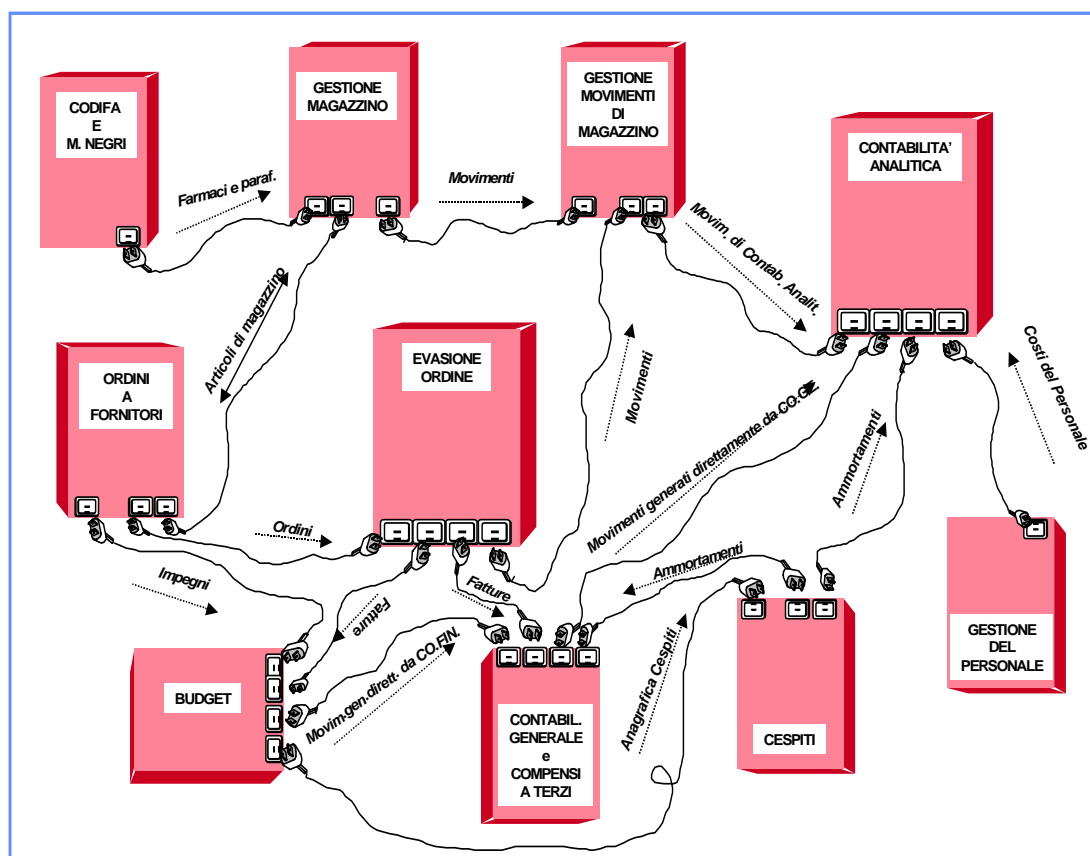 CODIFA
E
M. NEGRI
GESTIONE
MAGAZZINO
GESTIONE
MOVIMENTI
DI
MAGAZZINO
CONTABILITA’
ANALITICA
Farmaci e paraf.
Movimenti
Movim. di Contab. Analit.
Articoli di magazzino
ORDINI
A
FORNITORI
EVASIONE
ORDINE
Movimenti
Movimenti generati direttamente da CO.GE.
Ammortamenti
Costi del Personale
Ordini
Impegni
Fatture
Fatture
Ammortamenti
BUDGET
Movim.gen.dirett. da CO.FIN.
CONTABIL.
GENERALE
e
COMPENSI
A TERZI
Anagrafica Cespiti
CESPITI
GESTIONE
DEL
PERSONALE